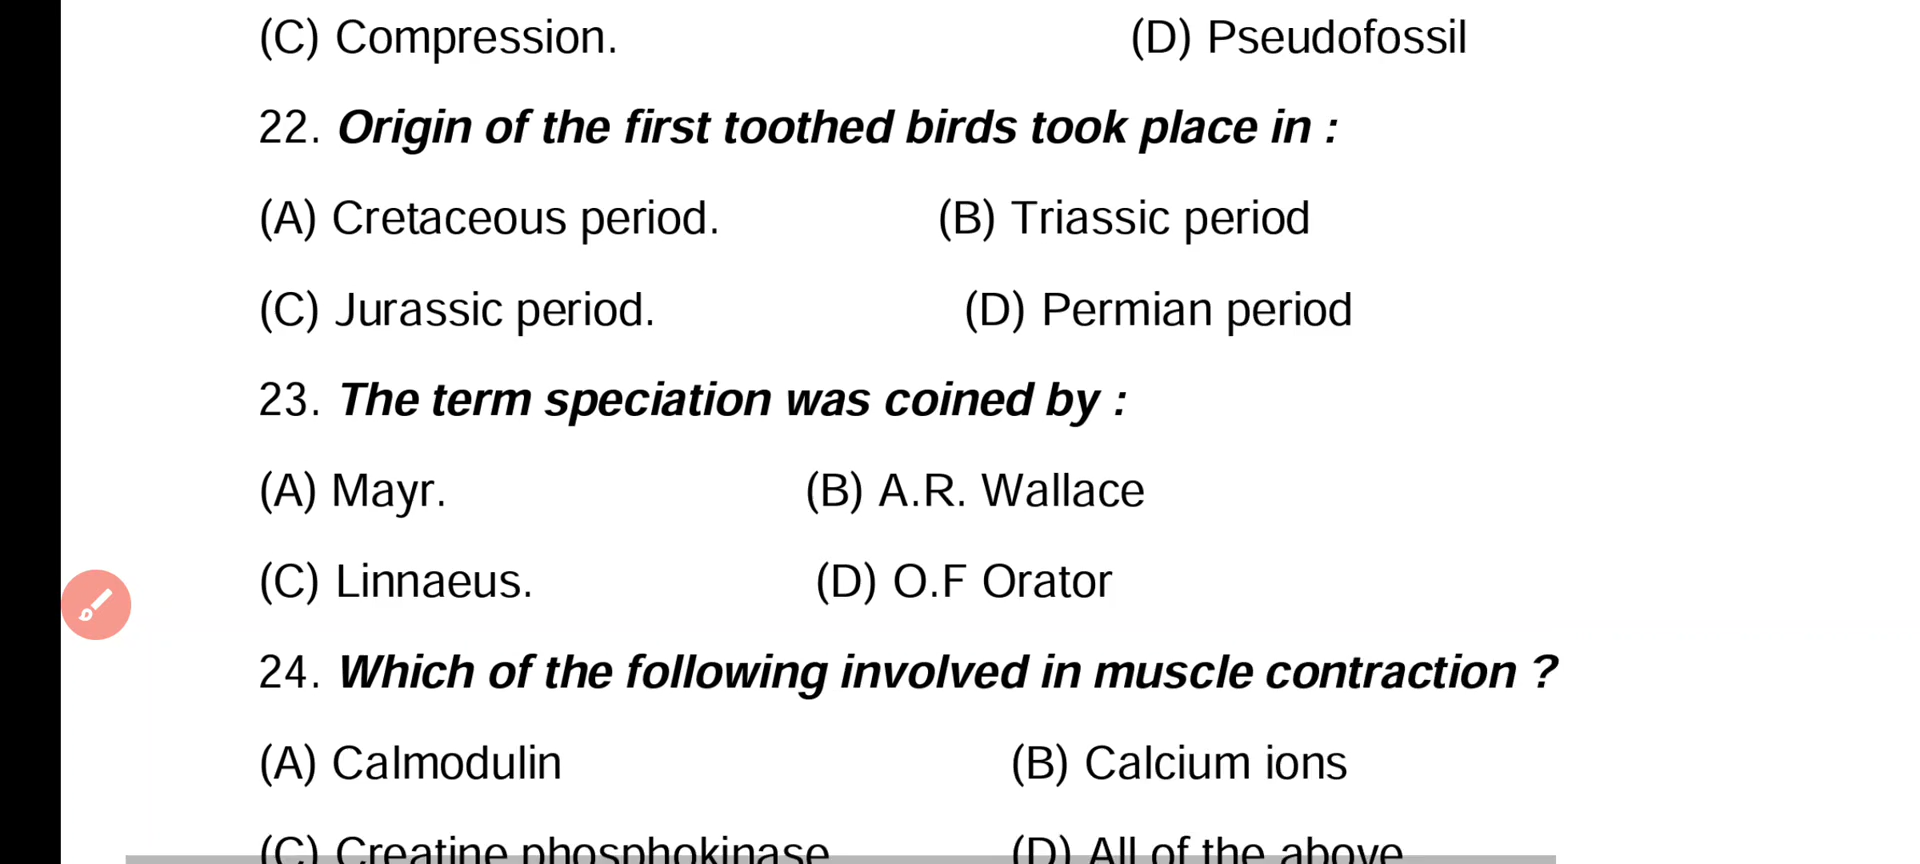 (C) Compression. (D) Pseudofossil
22. Origin of the first toothed birds took place in :
(A) Cretaceous period. (B) Triassic period
(C) Jurassic period. (D) Permian period
23. The term speciation was coined by :
(A) Mayr. (B) A.R. Wallace
(C) Linnaeus. (D) O.F Orator
24. Which of the following involved in muscle contraction ?
(A) Calmodulin (B) Calcium ions
(C) Creatine phosphokinase (D) All of the above